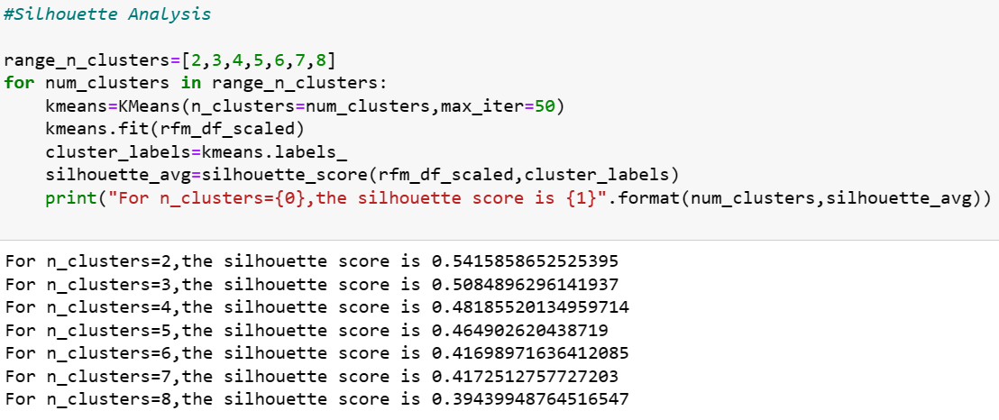 #Silhouette Analysis
range_n_clusters=[2,3,4,5,6,7,8]
for num_clusters in range_n_clusters:
    kmeans=KMeans(n_clusters=num_clusters,max_iter=50)
    kmeans.fit(rfm_df_scaled)
    cluster_labels=kmeans.labels_
    silhouette_avg=silhouette_score(rfm_df_scaled,cluster_labels)
    print("For n_clusters={0},the silhouette score is {1}".format(num_clusters,silhouette_avg))
For n_clusters=2,the silhouette score is 0.5415858652525395
For n_clusters=3,the silhouette score is 0.5084896296141937
For n_clusters=4,the silhouette score is 0.48185520134959714
For n_clusters=5,the silhouette score is 0.464902620438719
For n_clusters=6,the silhouette score is 0.41698971636412085
For n_clusters=7,the silhouette score is 0.4172512757727203
For n_clusters=8,the silhouette score is 0.39439948764516547